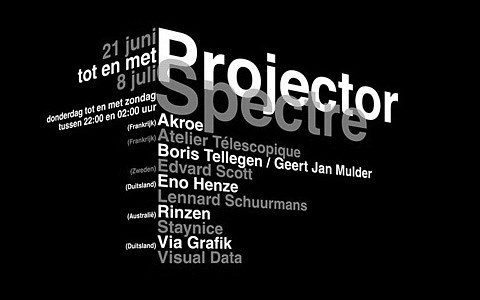 21 juni
tot en met
8 juli
donderdag tot en met zondag
tussen 22:00 en 02:00 uur
Projector
Spectre
(Frankrijk) Akroe
(Frankrijk) Atelier Télescopique
Boris Tellegen / Geert Jan Mulder
(Zweden) Edvard Scott
(Duitsland) Eno Henze
Lennard Schuurmans
(Australië) Rinzen
Staynice
(Duitsland) Via Grafik
Visual Data